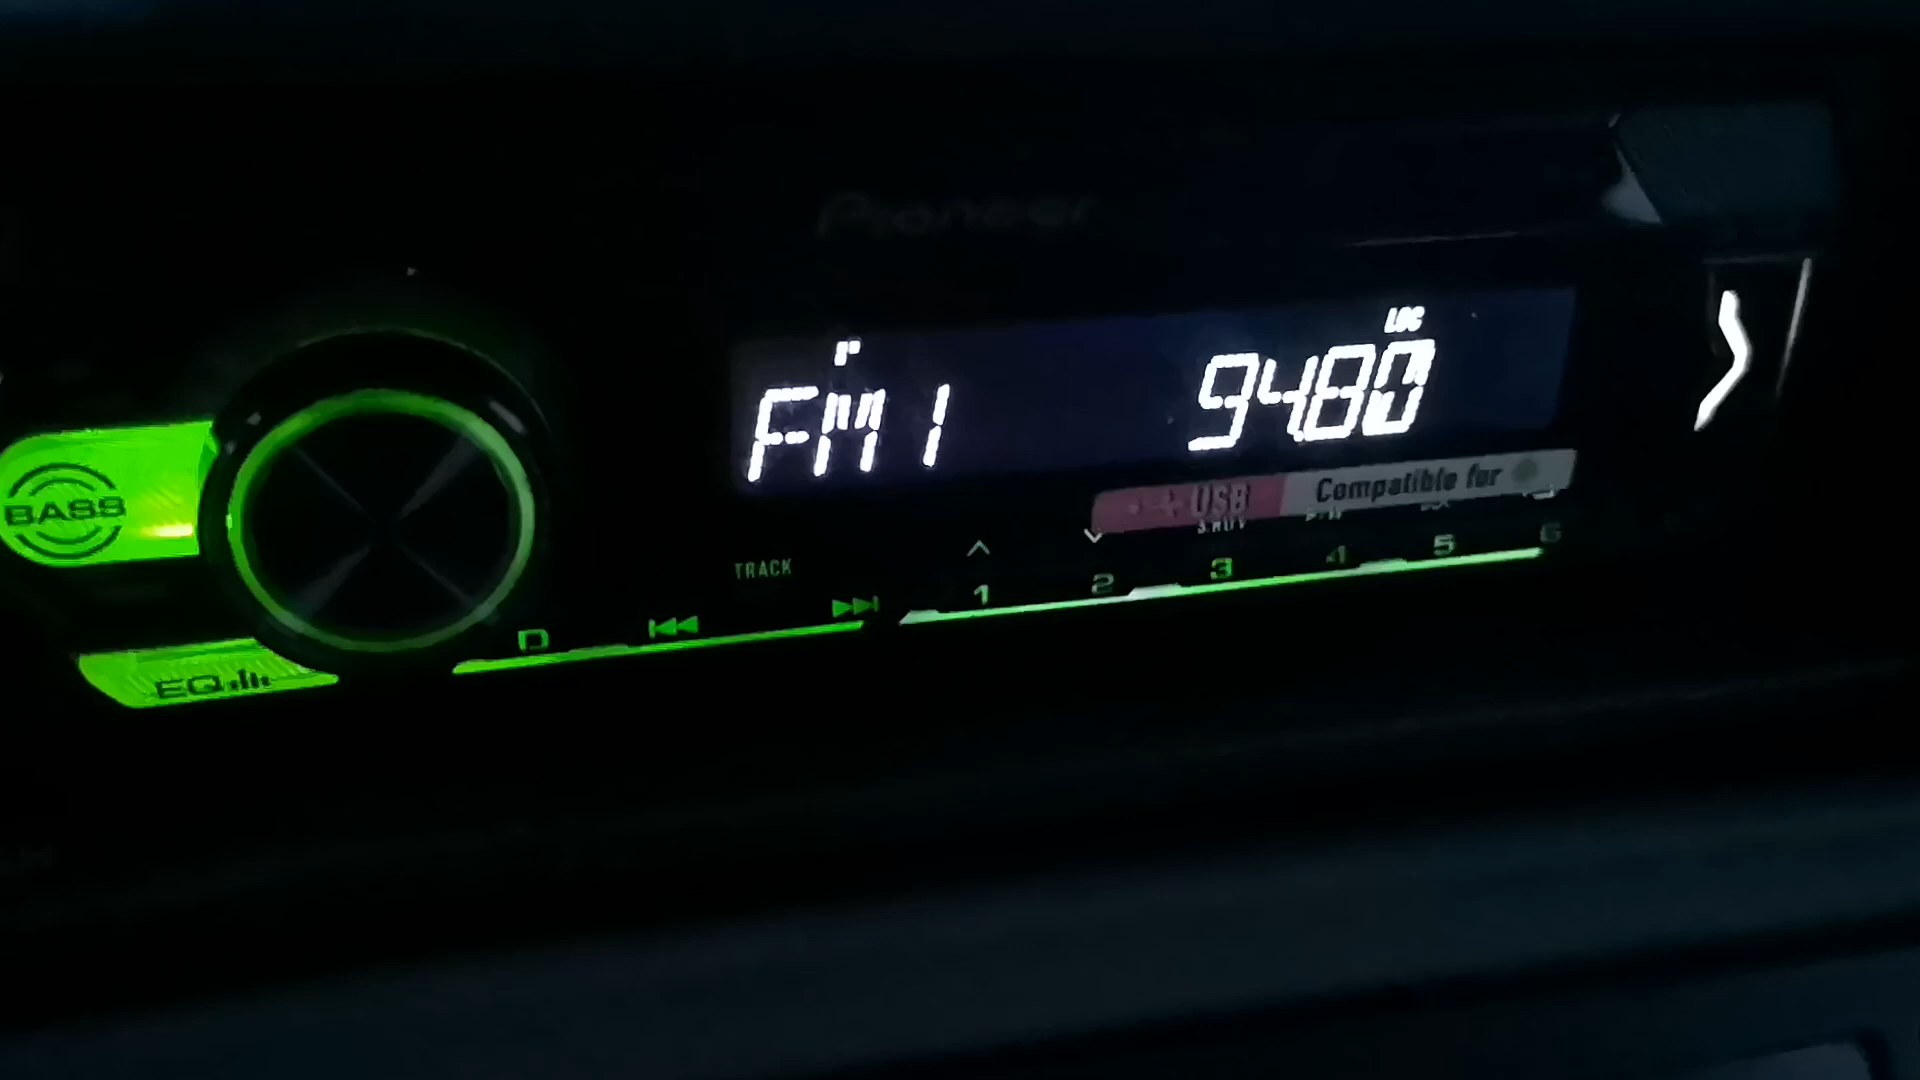 Pioneer
LOC
FM1 9480
USB Compatible for
BASS
TRACK
1 2 3 4 5 6
D
EQ